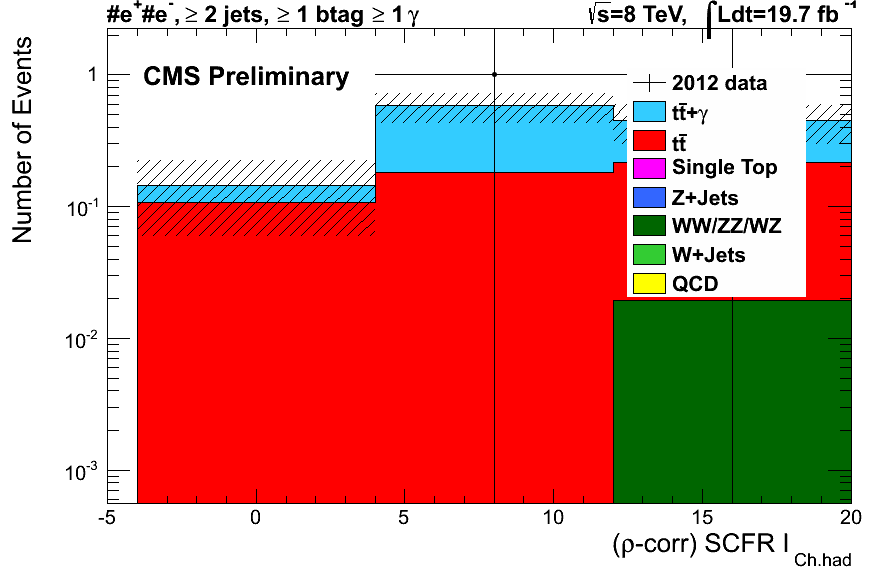 #e+#e-, ≥ 2 jets, ≥ 1 btag ≥ 1 γ
√s=8 TeV, ∫Ldt=19.7 fb-1
Number of Events
CMS Preliminary
2012 data
tt̄+γ
tt̄
Single Top
Z+Jets
WW/ZZ/WZ
W+Jets
QCD
1
10-1
10-2
10-3
-5 0 5 10 15 20
(ρ-corr) SCFR I Ch.had